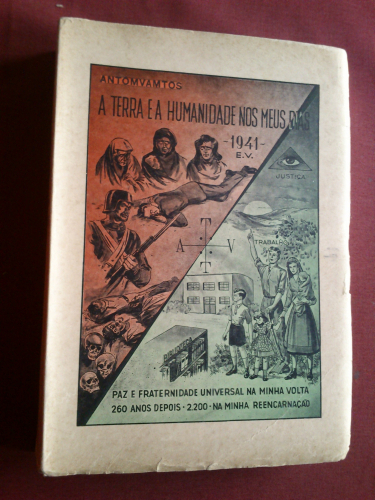 ANTOMVAMTOS
A TERRA E A HUMANIDADE NOS MEUS DIAS
-1941-
E.V.
JUSTIÇA
T
A V
T
TRABALHO
PAZ E FRATERNIDADE UNIVERSAL NA MINHA VOLTA
260 ANOS DEPOIS · 2.200 · NA MINHA REENCARNAÇÃO